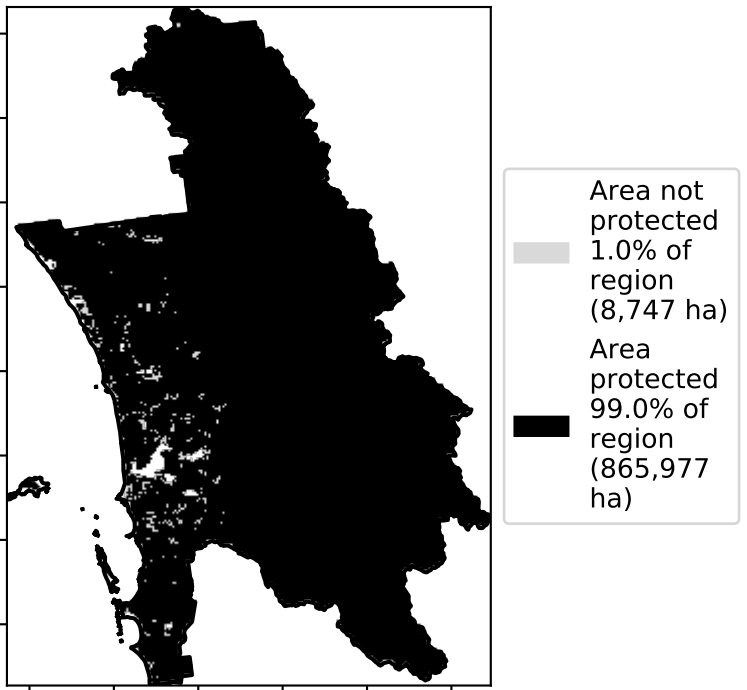 Area not
protected
1.0% of
region
(8,747 ha)
Area
protected
99.0% of
region
(865,977
ha)